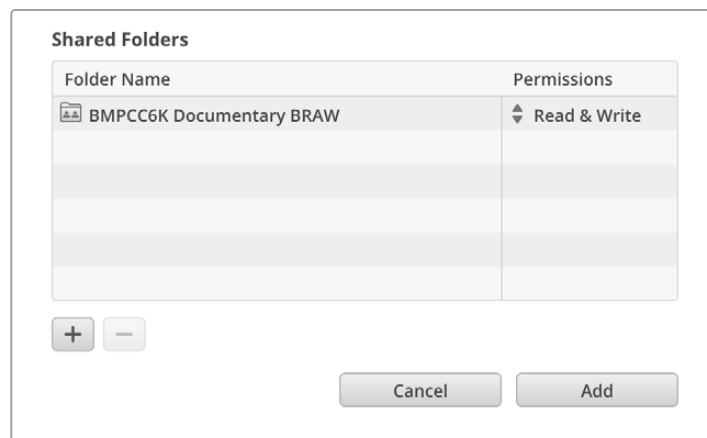 Shared Folders
Folder Name Permissions
BMPCC6K Documentary BRAW Read & Write
Cancel Add